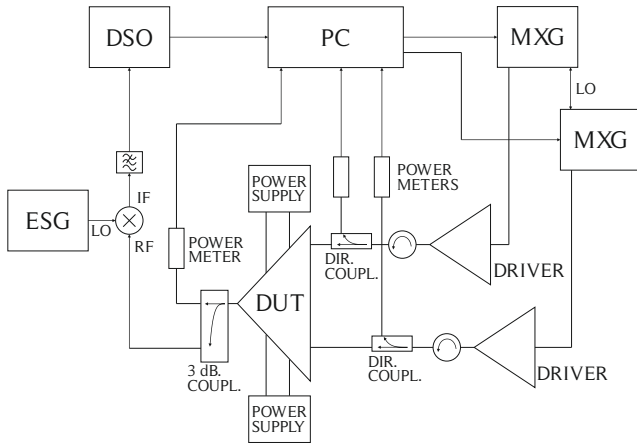 DSO
PC
MXG
LO
MXG
POWER
SUPPLY
POWER
METERS
IF
ESG
LO
RF
POWER
METER
DIR.
COUPL.
DRIVER
DUT
3 dB.
COUPL.
DIR.
COUPL.
DRIVER
POWER
SUPPLY